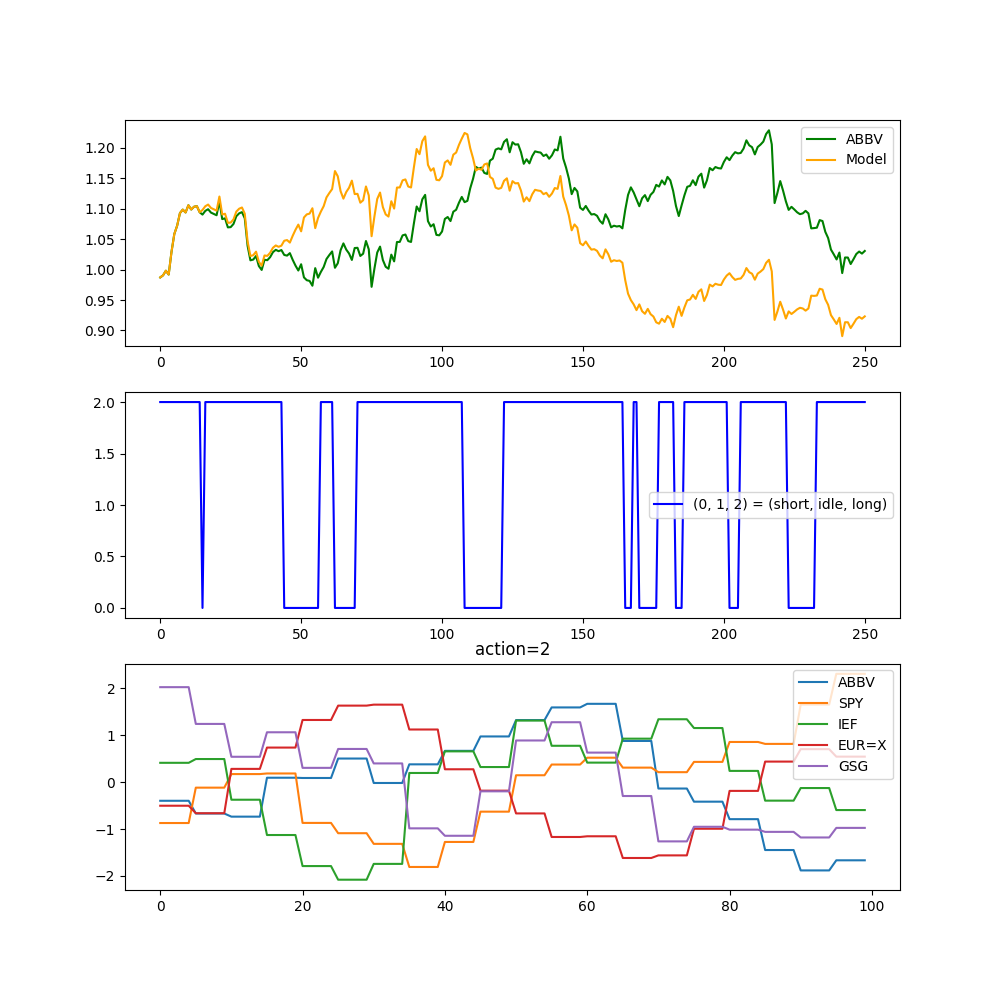 1.20
1.15
1.10
1.05
1.00
0.95
0.90
ABBV
Model
0 50 100 150 200 250
2.0
1.5
1.0
0.5
0.0
(0, 1, 2) = (short, idle, long)
0 50 100 150 200 250
action=2
2
1
0
−1
−2
ABBV
SPY
IEF
EUR=X
GSG
0 20 40 60 80 100